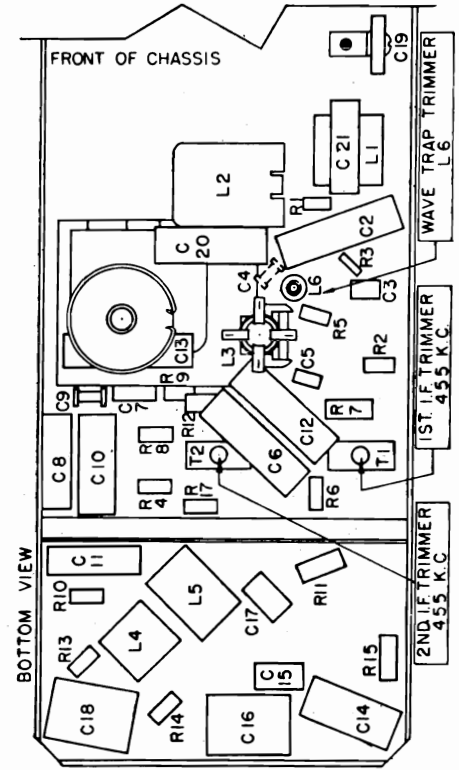 FRONT OF CHASSIS
C19
C 21
L1
L2
R1
C2
C 20
C4
L6
R3
C3
WAVE TRAP TRIMMER
L6
C13
L3
R5
R2
C9
C 7
R 9
C5
R12
R 7
C8
C10
R 8
T2
C6
C12
T1
1ST. I.F. TRIMMER
455 K.C.
R 4
R 17
R6
BOTTOM VIEW
C 11
R10
L5
C17
R11
2ND I.F. TRIMMER
455 K.C.
R13
L4
C 15
R15
C18
R14
C16
C14